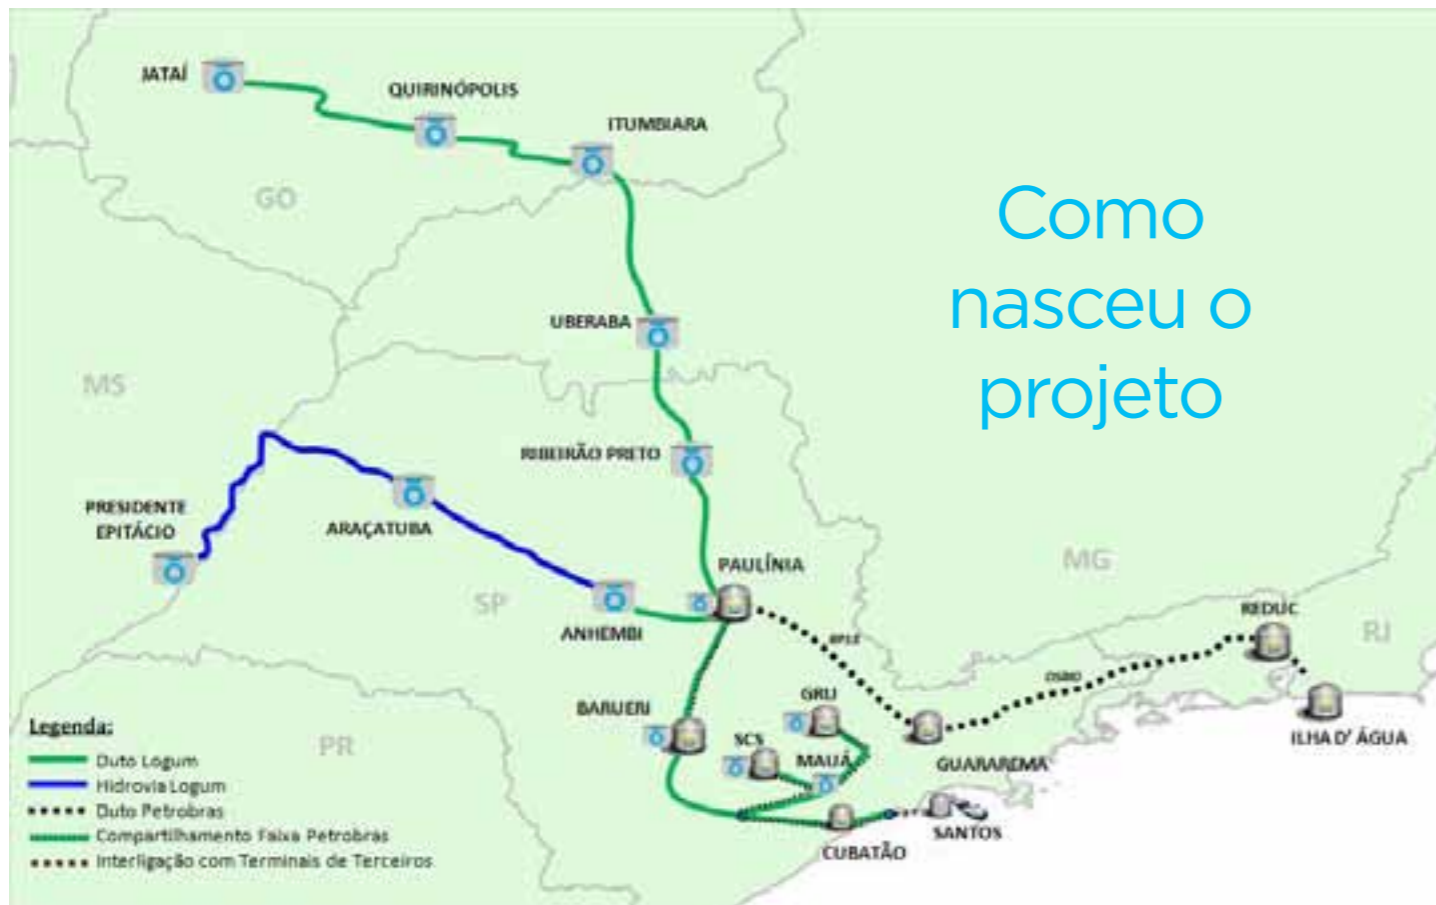 JATAÍ
QUIRINÓPOLIS
ITUMBIARA
GO
Como
nasceu o
projeto
UBERABA
MS
RIBEIRÃO PRETO
PRESIDENTE
EPITÁCIO
ARAÇATUBA
PAULÍNIA
MG
SP
ANHEMBI
REDUC
RJ
OSRIO
BARUERI
GRU
SCS
MAUÁ
GUARAREMA
ILHA D' ÁGUA
PR
SANTOS
CUBATÃO
Legenda:
Duto Logum
Hidrovia Logum
Duto Petrobras
Compartilhamento Faixa Petrobras
Interligação com Terminais de Terceiros